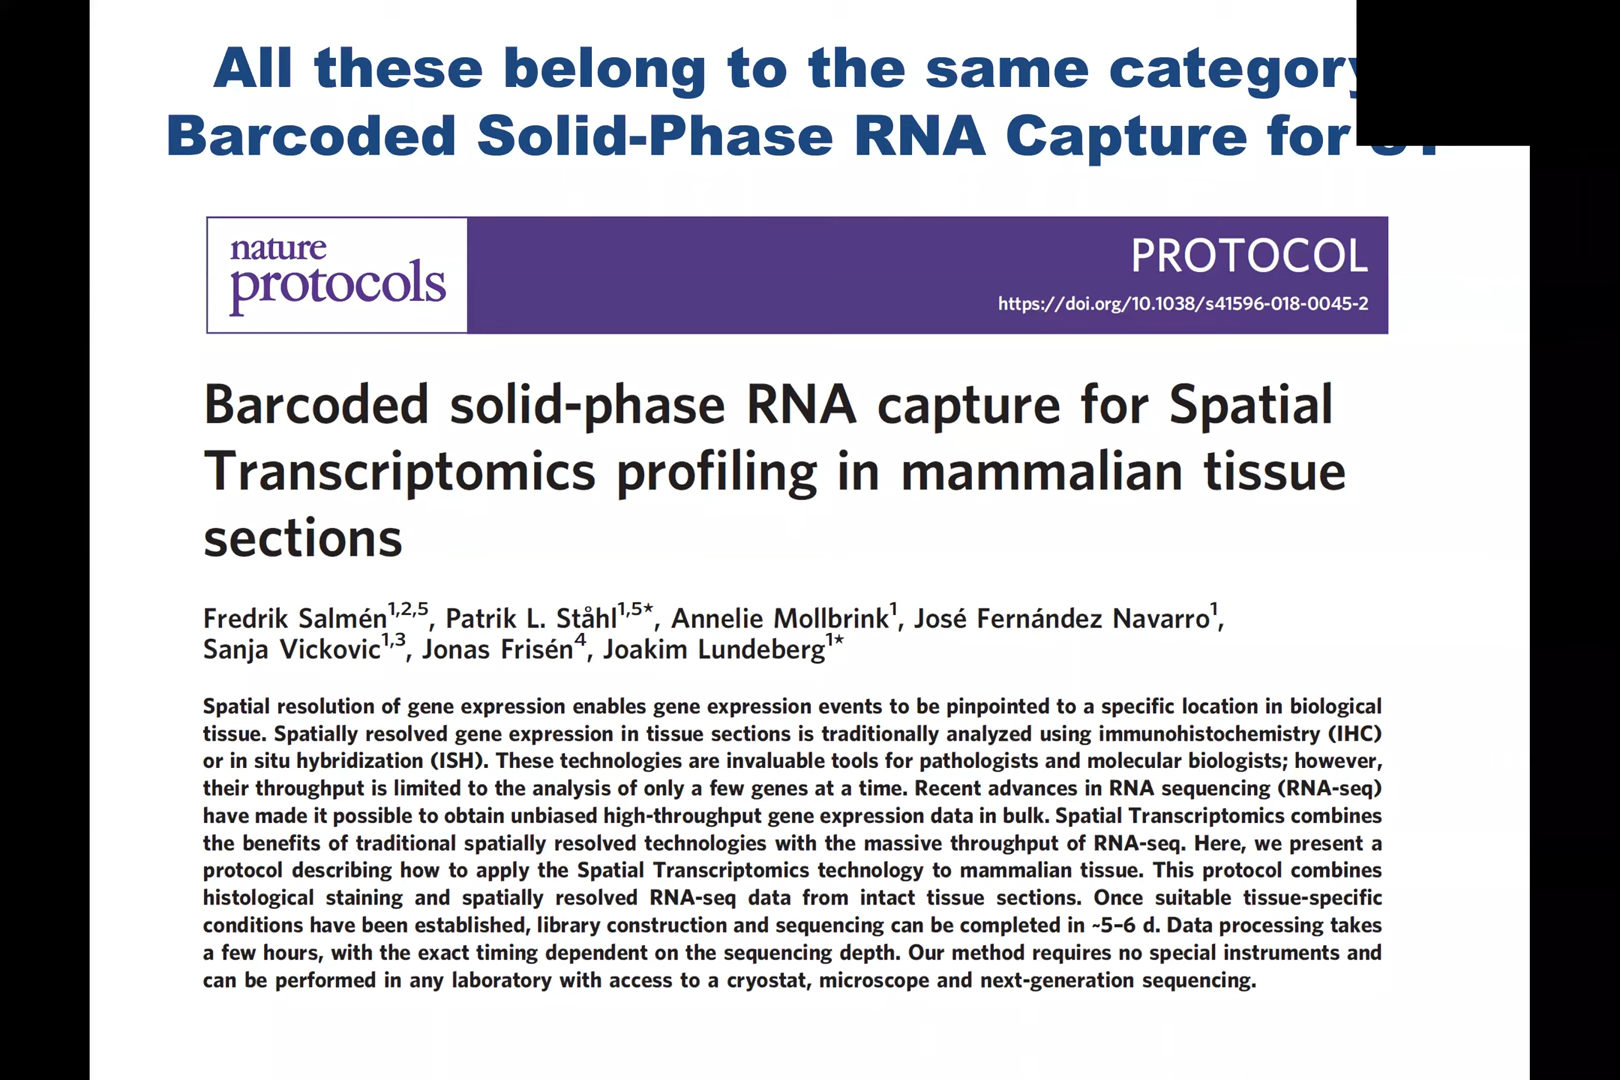 All these belong to the same category
Barcoded Solid-Phase RNA Capture for
nature
protocols
PROTOCOL
https://doi.org/10.1038/s41596-018-0045-2
Barcoded solid-phase RNA capture for Spatial
Transcriptomics profiling in mammalian tissue
sections
Fredrik Salmén1,2,5, Patrik L. Ståhl1,5*, Annelie Mollbrink1, José Fernández Navarro1,
Sanja Vickovic1,3, Jonas Frisén4, Joakim Lundeberg1*
Spatial resolution of gene expression enables gene expression events to be pinpointed to a specific location in biological
tissue. Spatially resolved gene expression in tissue sections is traditionally analyzed using immunohistochemistry (IHC)
or in situ hybridization (ISH). These technologies are invaluable tools for pathologists and molecular biologists; however,
their throughput is limited to the analysis of only a few genes at a time. Recent advances in RNA sequencing (RNA-seq)
have made it possible to obtain unbiased high-throughput gene expression data in bulk. Spatial Transcriptomics combines
the benefits of traditional spatially resolved technologies with the massive throughput of RNA-seq. Here, we present a
protocol describing how to apply the Spatial Transcriptomics technology to mammalian tissue. This protocol combines
histological staining and spatially resolved RNA-seq data from intact tissue sections. Once suitable tissue-specific
conditions have been established, library construction and sequencing can be completed in ~5–6 d. Data processing takes
a few hours, with the exact timing dependent on the sequencing depth. Our method requires no special instruments and
can be performed in any laboratory with access to a cryostat, microscope and next-generation sequencing.